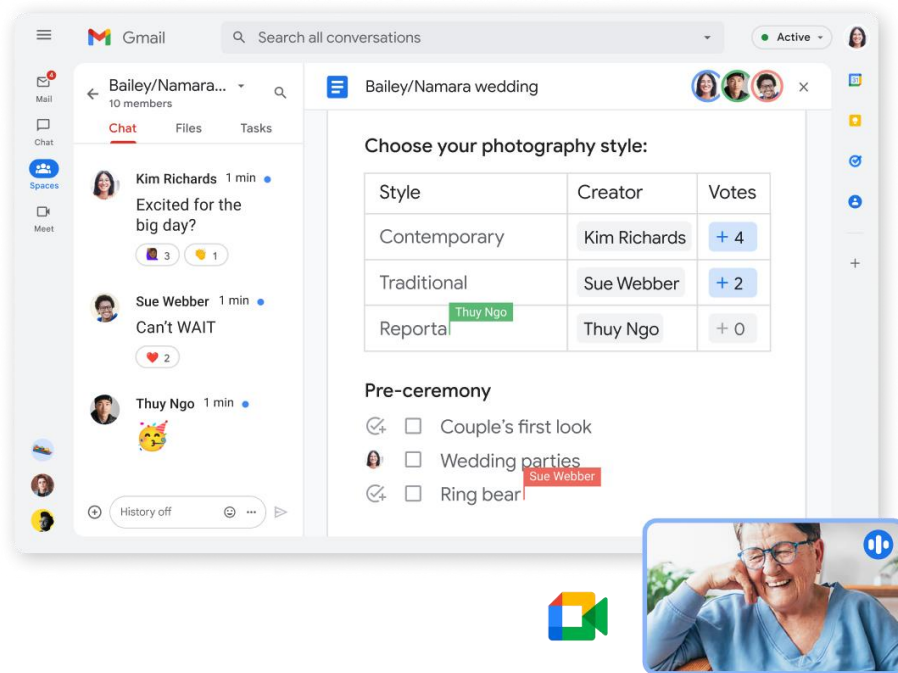 Gmail
Search all conversations
Active
4
Mail
Chat
Spaces
Meet
Bailey/Namara...
10 members
Chat Files Tasks
Kim Richards 1 min
Excited for the
big day?
3 1
Sue Webber 1 min
Can't WAIT
2
Thuy Ngo 1 min
History off
Bailey/Namara wedding
Choose your photography style:
Style Creator Votes
Contemporary Kim Richards + 4
Traditional Sue Webber + 2
Thuy Ngo
Reportal Thuy Ngo + 0
Pre-ceremony
Couple's first look
Wedding parties
Sue Webber
Ring bear
31